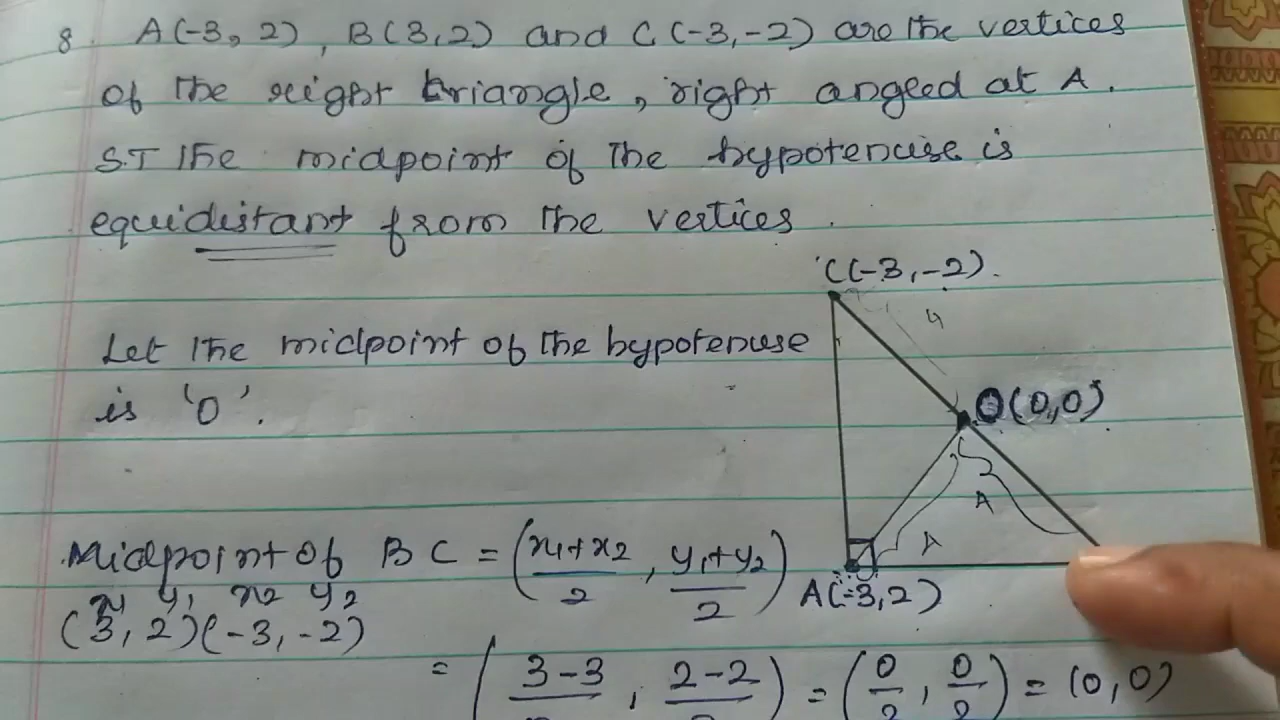 8. A(-3, 2), B(3,2) and C(-3,-2) are the vertices
of the right triangle, right angeed at A.
ST The midpoint of the hypotenuse is
equidistant from the vertices.
C(-3,-2).
Let the midpoint of the hypotenuse
is 'O'.
O(0,0)
A
A
Midpoint of BC = (x1+x2/2, y1+y2/2)
A(-3,2)
x1 y1 x2 y2
(3, 2)(-3, -2)
= (3-3, 2-2) = (0/2, 0/2) = (0,0)